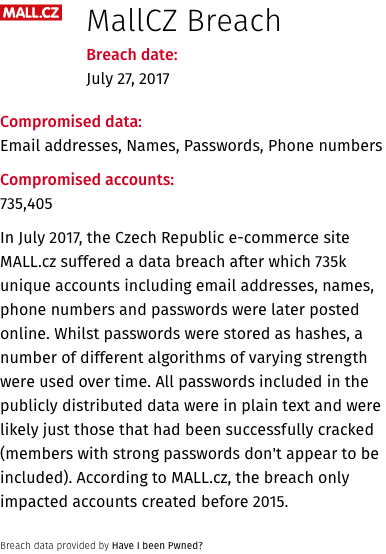 MALL.CZ
MallCZ Breach
Breach date:
July 27, 2017
Compromised data:
Email addresses, Names, Passwords, Phone numbers
Compromised accounts:
735,405
In July 2017, the Czech Republic e-commerce site
MALL.cz suffered a data breach after which 735k
unique accounts including email addresses, names,
phone numbers and passwords were later posted
online. Whilst passwords were stored as hashes, a
number of different algorithms of varying strength
were used over time. All passwords included in the
publicly distributed data were in plain text and were
likely just those that had been successfully cracked
(members with strong passwords don't appear to be
included). According to MALL.cz, the breach only
impacted accounts created before 2015.
Breach data provided by Have I been Pwned?